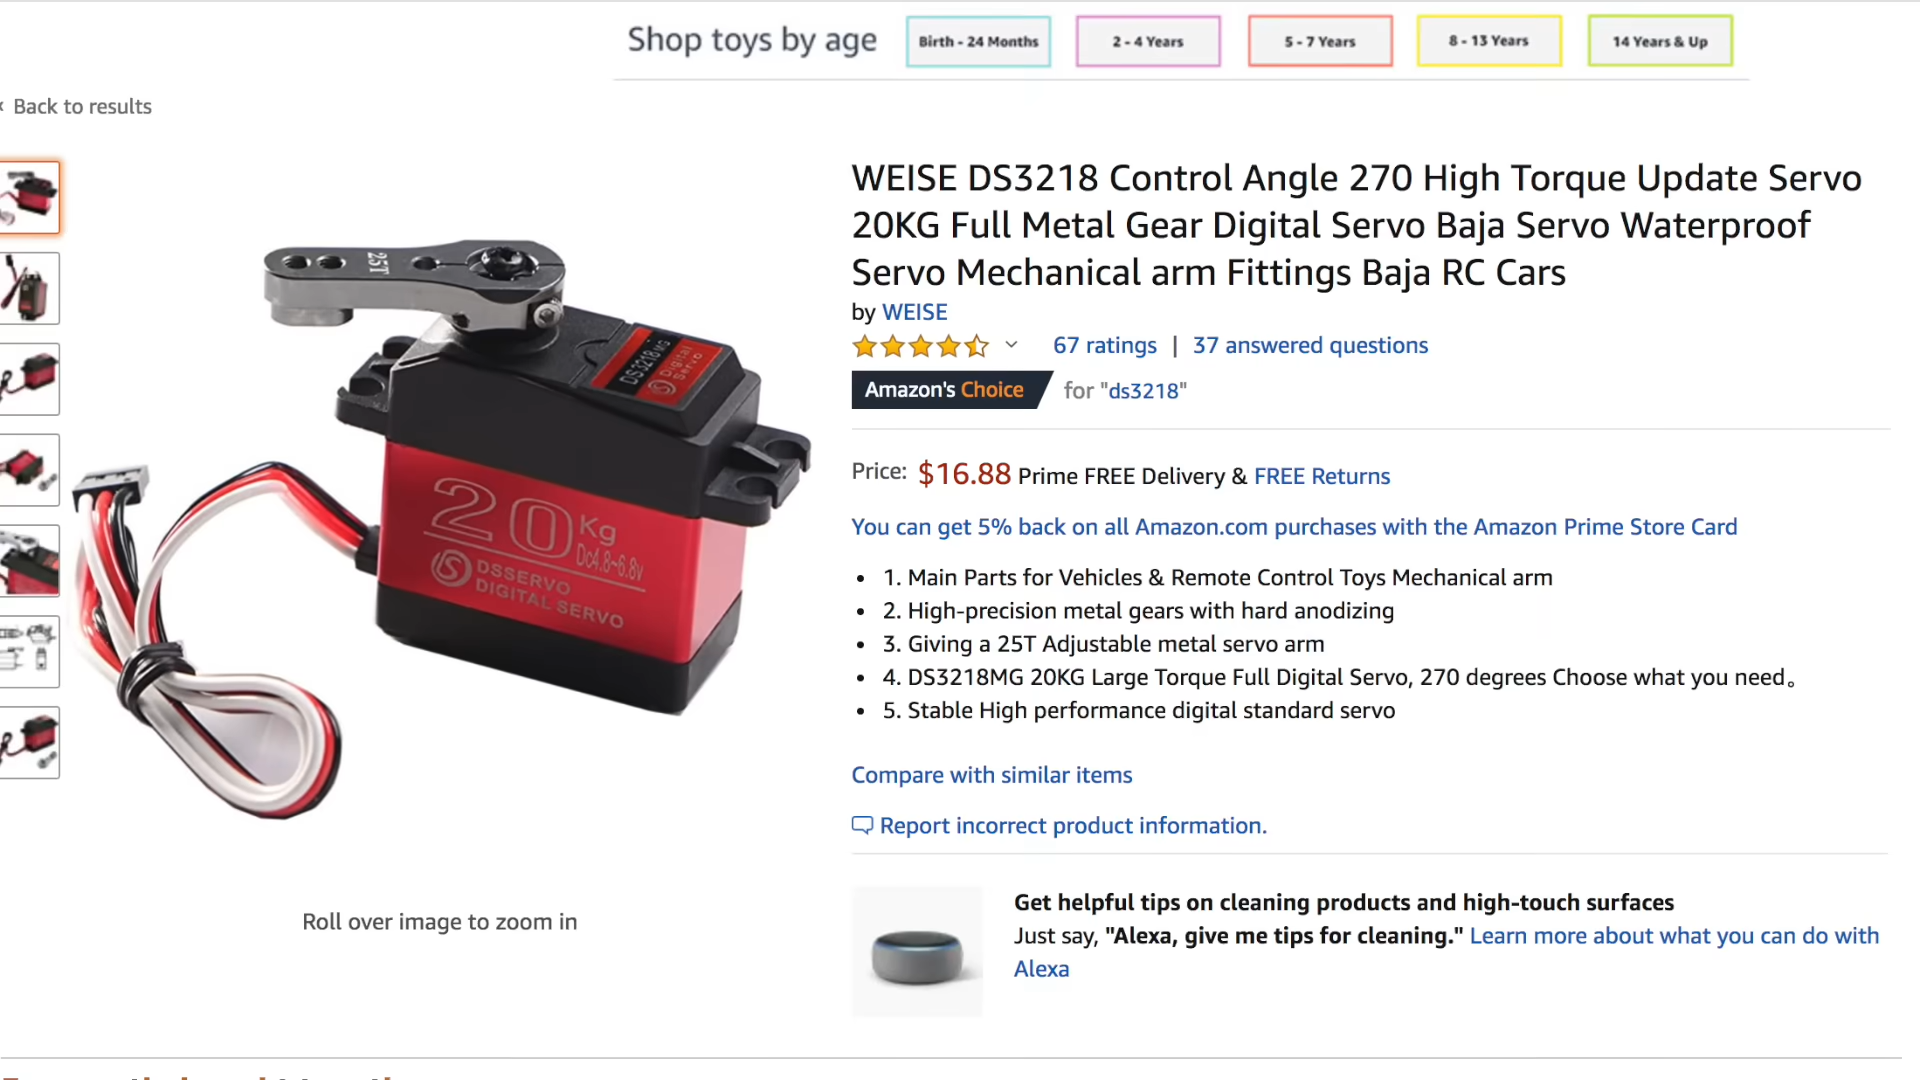 Shop toys by age
Birth - 24 Months
2 - 4 Years
5 - 7 Years
8 - 13 Years
14 Years & Up
‹ Back to results
WEISE DS3218 Control Angle 270 High Torque Update Servo
20KG Full Metal Gear Digital Servo Baja Servo Waterproof
Servo Mechanical arm Fittings Baja RC Cars
by WEISE
67 ratings | 37 answered questions
Amazon's Choice for "ds3218"
Price: $16.88 Prime FREE Delivery & FREE Returns
You can get 5% back on all Amazon.com purchases with the Amazon Prime Store Card
• 1. Main Parts for Vehicles & Remote Control Toys Mechanical arm
• 2. High-precision metal gears with hard anodizing
• 3. Giving a 25T Adjustable metal servo arm
• 4. DS3218MG 20KG Large Torque Full Digital Servo, 270 degrees Choose what you need。
• 5. Stable High performance digital standard servo
Compare with similar items
Report incorrect product information.
Get helpful tips on cleaning products and high-touch surfaces
Just say, "Alexa, give me tips for cleaning." Learn more about what you can do with
Alexa
25T
DS3218MG
Digital
Servo
20Kg
Dc4.8~6.8v
DSSERVO
DIGITAL SERVO
Roll over image to zoom in